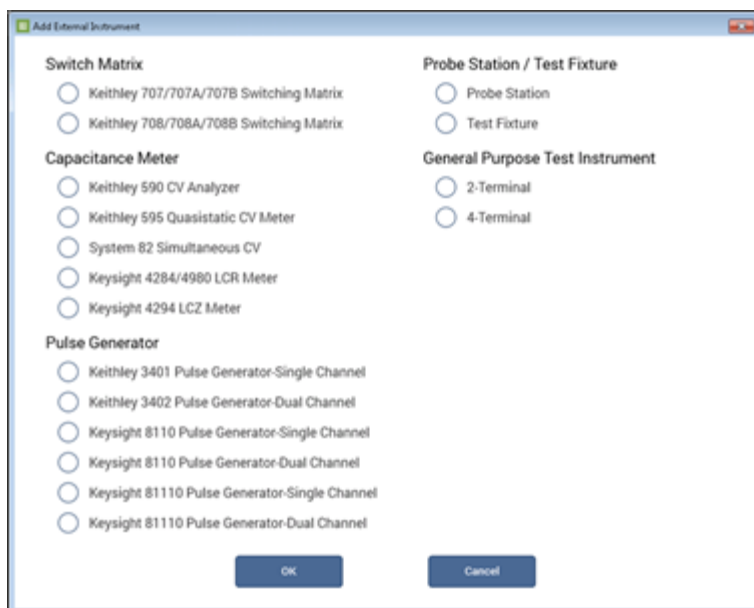 Add External Instrument
Switch Matrix
Keithley 707/707A/707B Switching Matrix
Keithley 708/708A/708B Switching Matrix
Capacitance Meter
Keithley 590 CV Analyzer
Keithley 595 Quasistatic CV Meter
System 82 Simultaneous CV
Keysight 4284/4980 LCR Meter
Keysight 4294 LCZ Meter
Pulse Generator
Keithley 3401 Pulse Generator-Single Channel
Keithley 3402 Pulse Generator-Dual Channel
Keysight 8110 Pulse Generator-Single Channel
Keysight 8110 Pulse Generator-Dual Channel
Keysight 81110 Pulse Generator-Single Channel
Keysight 81110 Pulse Generator-Dual Channel
Probe Station / Test Fixture
Probe Station
Test Fixture
General Purpose Test Instrument
2-Terminal
4-Terminal
OK
Cancel